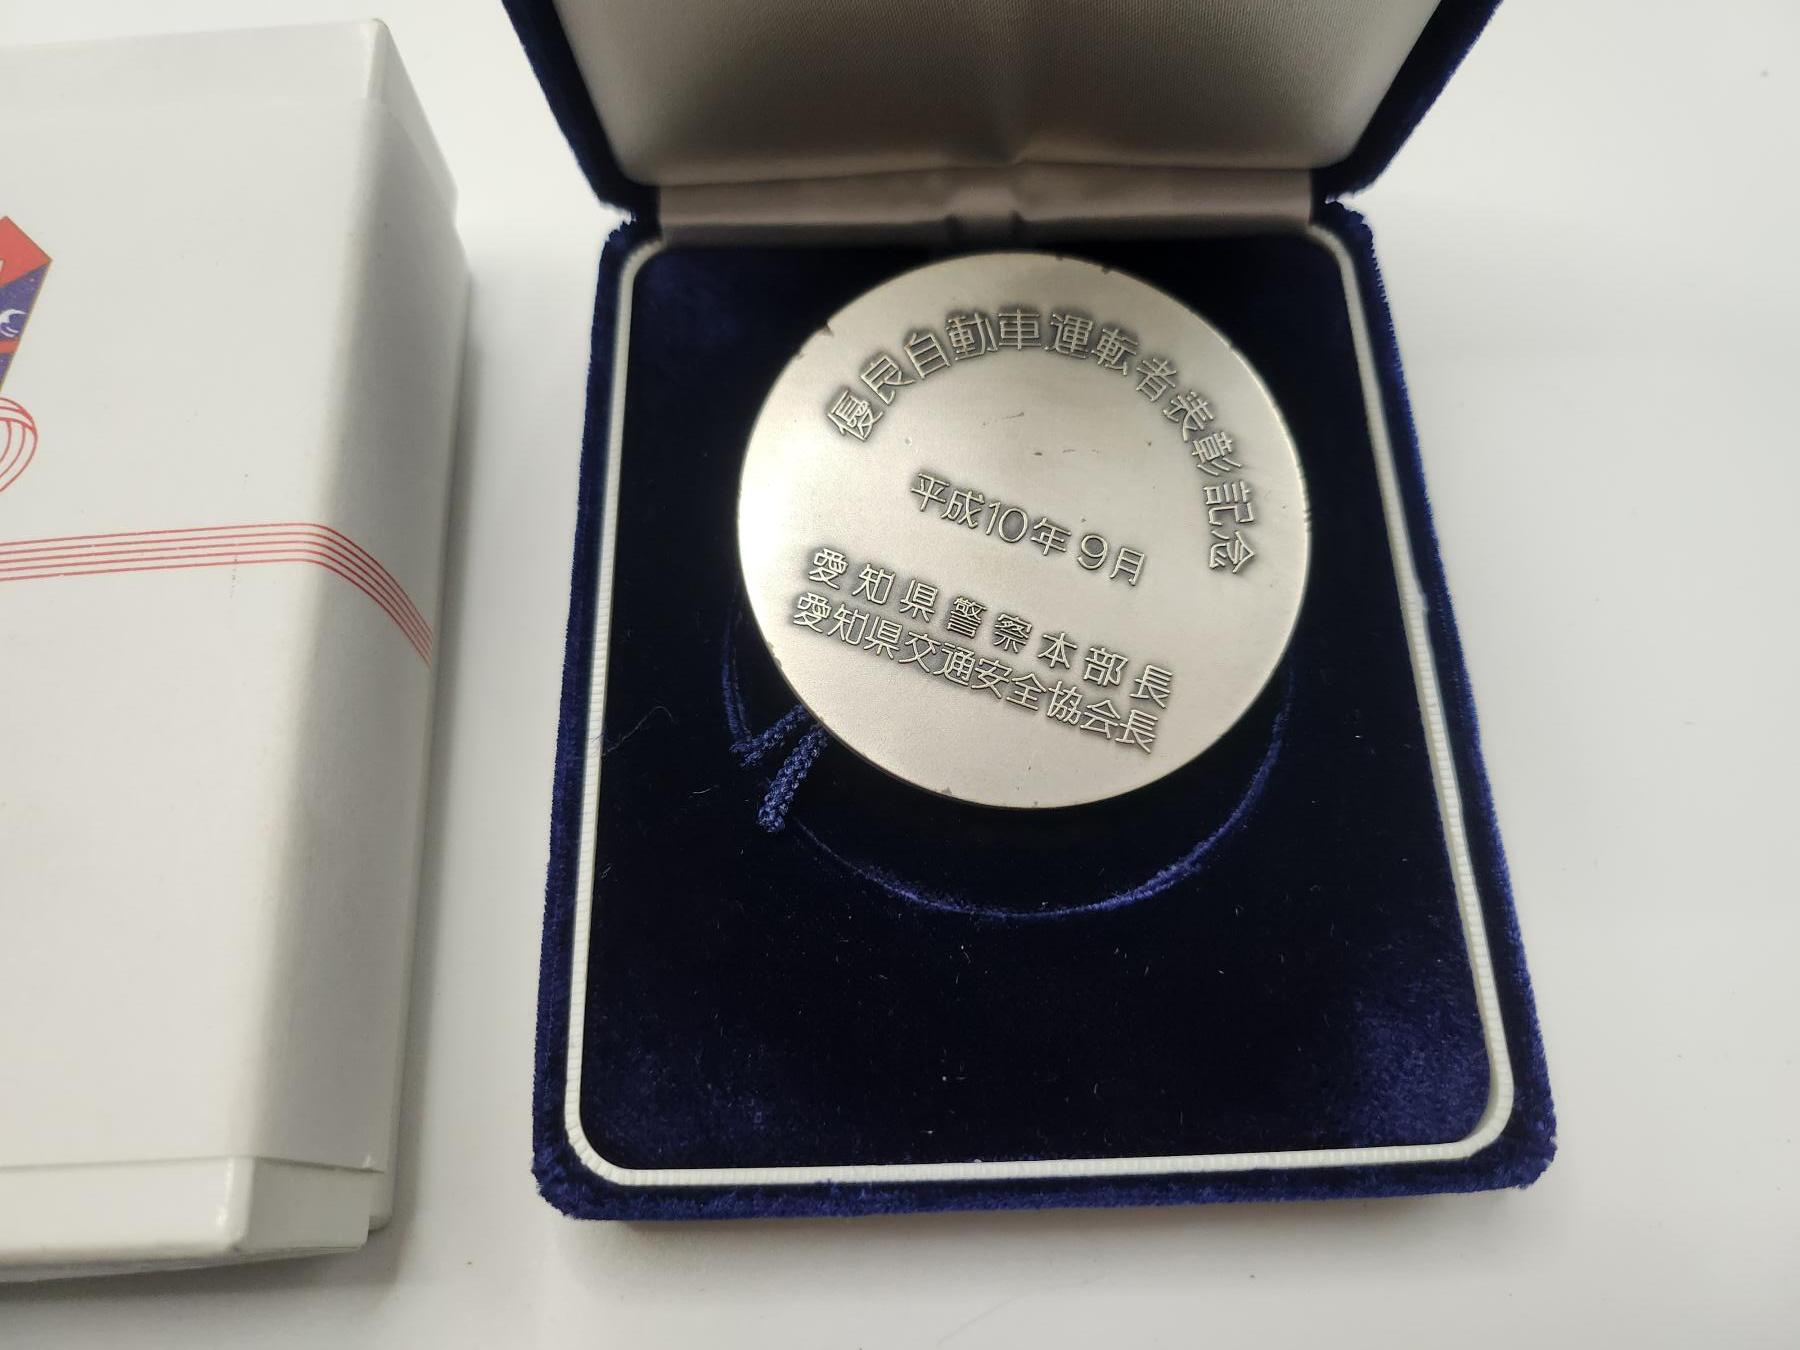 優良自動車運転者表彰記念
平成10年9月
愛知県警察本部長
愛知県交通安全協会長